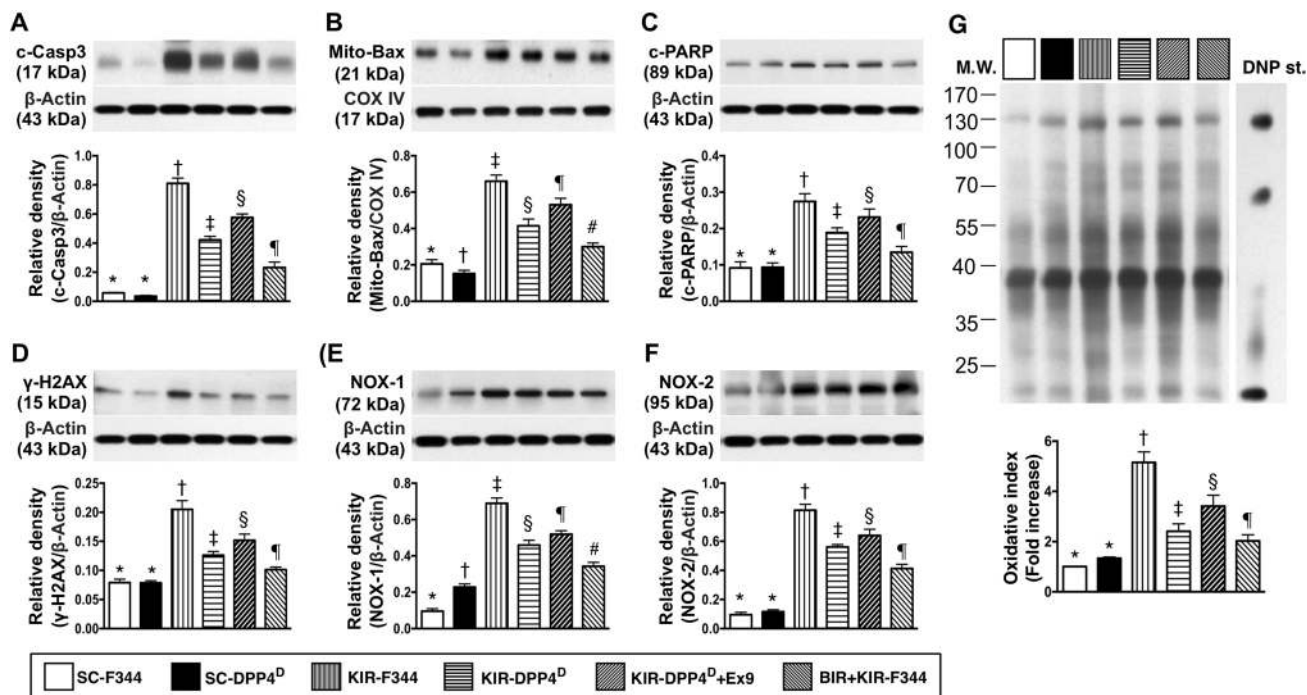 A
c-Casp3
(17 kDa)
β-Actin
(43 kDa)
Relative density
(c-Casp3/β-Actin)
1.0
0.8
0.6
0.4
0.2
0.0
* * † ‡ § ¶
B
Mito-Bax
(21 kDa)
COX IV
(17 kDa)
Relative density
(Mito-Bax/COX IV)
0.8
0.6
0.4
0.2
0.0
* † ‡ § ¶ #
C
c-PARP
(89 kDa)
β-Actin
(43 kDa)
Relative density
(c-PARP/β-Actin)
0.4
0.3
0.2
0.1
0.0
* * † ‡ § ¶
D
γ-H2AX
(15 kDa)
β-Actin
(43 kDa)
Relative density
(γ-H2AX/β-Actin)
0.25
0.20
0.15
0.10
0.05
0.00
* * † ‡ § ¶
(E
NOX-1
(72 kDa)
β-Actin
(43 kDa)
Relative density
(NOX-1/β-Actin)
0.8
0.6
0.4
0.2
0.0
* † ‡ § ¶ #
F
NOX-2
(95 kDa)
β-Actin
(43 kDa)
Relative density
(NOX-2/β-Actin)
1.0
0.8
0.6
0.4
0.2
0.0
* * † ‡ § ¶
G
M.W.
DNP st.
170
130
100
70
55
40
35
25
Oxidative index
(Fold increase)
6
4
2
0
* * † ‡ § ¶
SC-F344 SC-DPP4ᴰ KIR-F344 KIR-DPP4ᴰ KIR-DPP4ᴰ+Ex9 BIR+KIR-F344